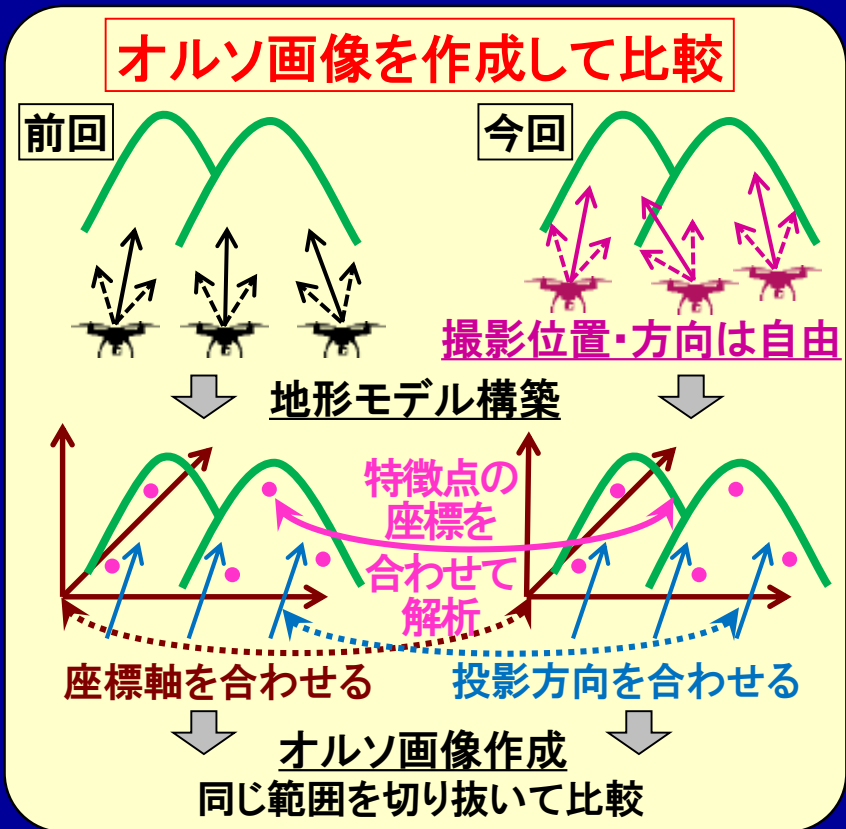 オルソ画像を作成して比較
前回
今回
撮影位置・方向は自由
地形モデル構築
特徴点の
座標を
合わせて
解析
座標軸を合わせる
投影方向を合わせる
オルソ画像作成
同じ範囲を切り抜いて比較